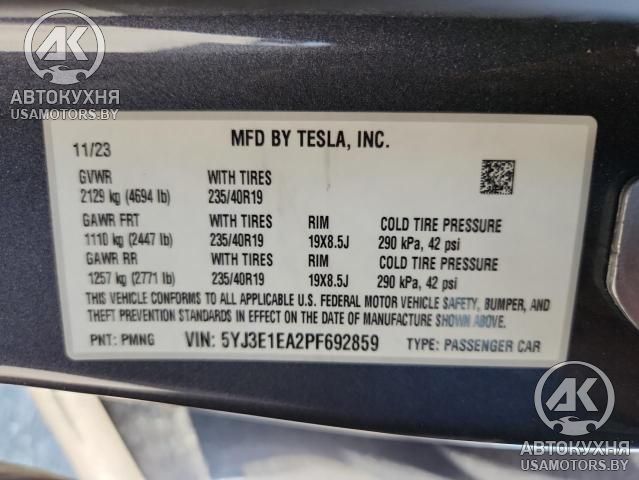 AK
АВТОКУХНЯ
USAMOTORS.BY
MFD BY TESLA, INC.
11/23
GVWR WITH TIRES
2129 kg (4694 lb) 235/40R19
GAWR FRT WITH TIRES RIM COLD TIRE PRESSURE
1110 kg (2447 lb) 235/40R19 19X8.5J 290 kPa, 42 psi
GAWR RR WITH TIRES RIM COLD TIRE PRESSURE
1257 kg (2771 lb) 235/40R19 19X8.5J 290 kPa, 42 psi
THIS VEHICLE CONFORMS TO ALL APPLICABLE U.S. FEDERAL MOTOR VEHICLE SAFETY, BUMPER, AND
THEFT PREVENTION STANDARDS IN EFFECT ON THE DATE OF MANUFACTURE SHOWN ABOVE.
PNT: PMNG VIN: 5YJ3E1EA2PF692859 TYPE: PASSENGER CAR
AK
АВТОКУХНЯ
USAMOTORS.BY